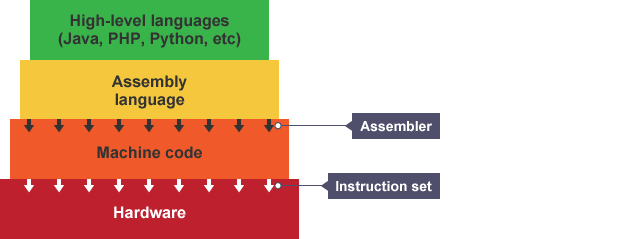 High-level languages
(Java, PHP, Python, etc)
Assembly
language
Assembler
Machine code
Instruction set
Hardware